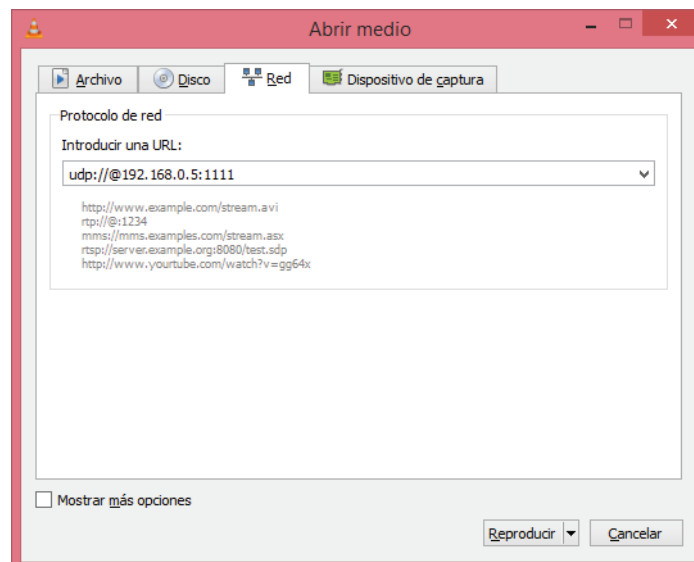 Abrir medio
Archivo
Disco
Red
Dispositivo de captura
Protocolo de red
Introducir una URL:
udp://@192.168.0.5:1111
http://www.example.com/stream.avi
rtp://@:1234
mms://mms.examples.com/stream.asx
rtsp://server.example.org:8080/test.sdp
http://www.yourtube.com/watch?v=gg64x
Mostrar más opciones
Reproducir
Cancelar